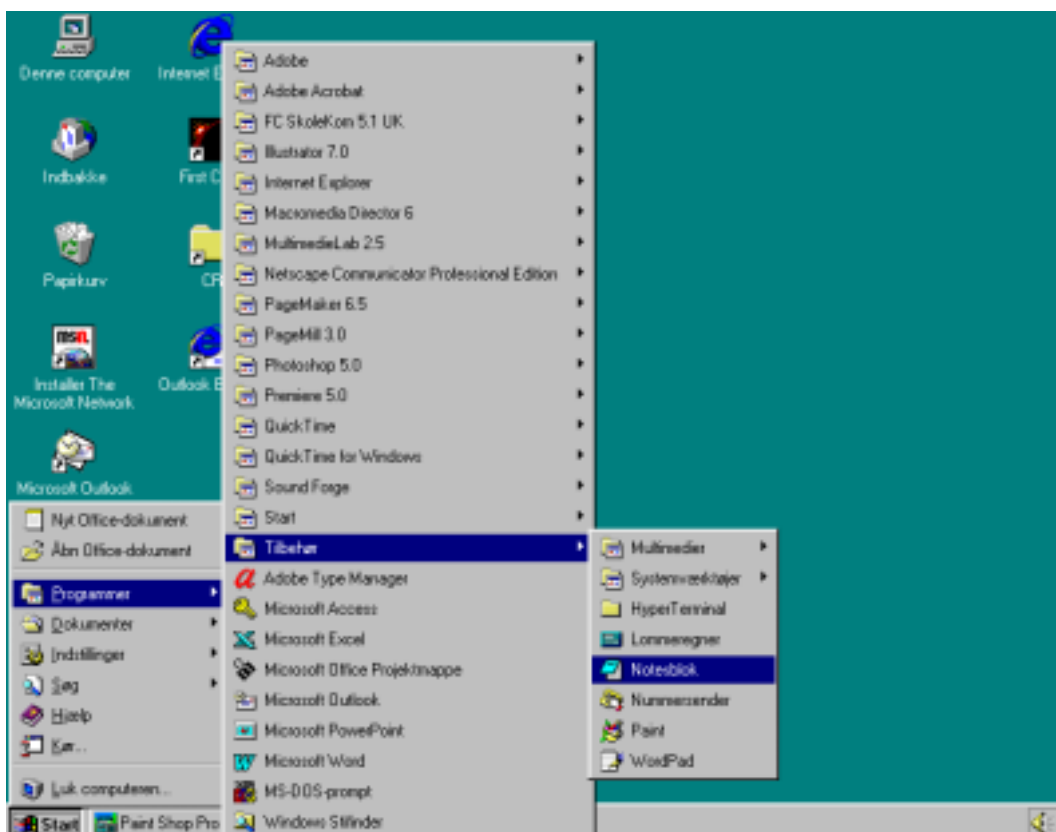 Denne computer
Internet E
Indbakke
First C
Papirkurv
CR
msn.
Installer The
Microsoft Network
Outlook E
Microsoft Outlook
Nyt Office-dokument
Åbn Office-dokument
Programmer
Dokumenter
Indstillinger
Søg
Hjælp
Kør...
Luk computeren...
Start
Paint Shop Pro
Adobe
Adobe Acrobat
FC SkoleKom 5.1 UK
Illustrator 7.0
Internet Explorer
Macromedia Director 6
MultimedieLab 2.5
Netscape Communicator Professional Edition
PageMaker 6.5
PageMill 3.0
Photoshop 5.0
Premiere 5.0
QuickTime
QuickTime for Windows
Sound Forge
Start
Tilbehør
Adobe Type Manager
Microsoft Access
Microsoft Excel
Microsoft Office Projektmappe
Microsoft Outlook
Microsoft PowerPoint
Microsoft Word
MS-DOS-prompt
Windows Stifinder
Multimedier
Systemværktøjer
HyperTerminal
Lommeregner
Notesblok
Nummersender
Paint
WordPad